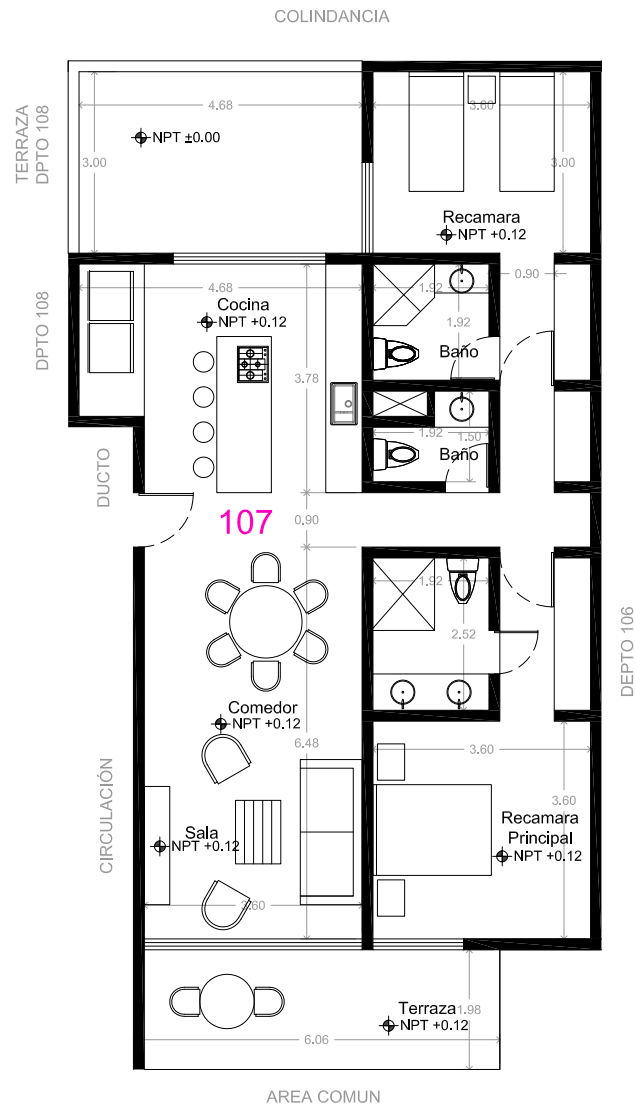 COLINDANCIA
TERRAZA
DPTO 108
4.68
3.60
NPT ±0.00
3.00
3.00
Recamara
NPT +0.12
0.90
DPTO 108
4.68
1.92
Cocina
NPT +0.12
1.92
Baño
3.78
1.92
1.50
Baño
DUCTO
107
0.90
1.92
2.52
DEPTO 106
Comedor
NPT +0.12
6.48
3.60
CIRCULACIÓN
3.60
Recamara
Principal
NPT +0.12
Sala
NPT +0.12
3.60
Terraza
1.98
NPT +0.12
6.06
AREA COMUN